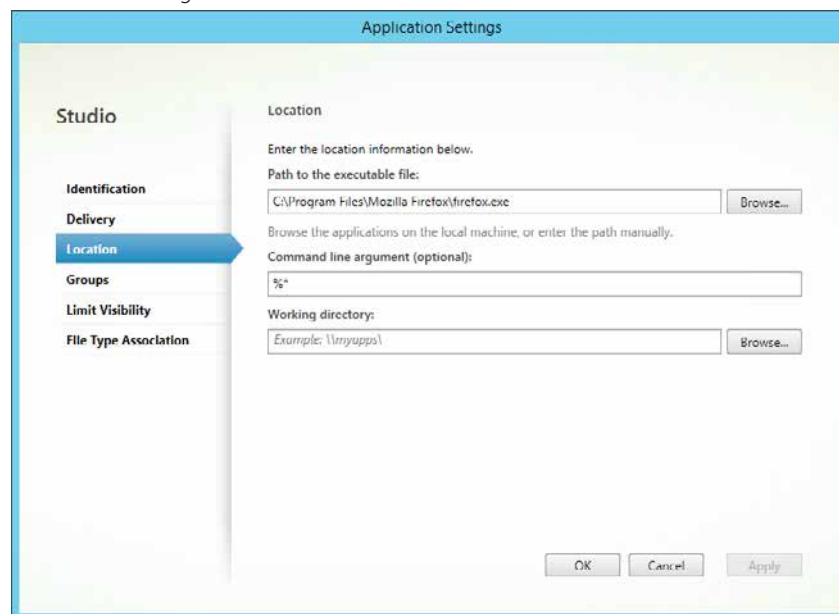 Application Settings
Studio
Identification
Delivery
Location
Groups
Limit Visibility
File Type Association
Location
Enter the location information below.
Path to the executable file:
C:\Program Files\Mozilla Firefox\firefox.exe
Browse...
Browse the applications on the local machine, or enter the path manually.
Command line argument (optional):
%*
Working directory:
Example: \\myapps\
Browse...
OK
Cancel
Apply